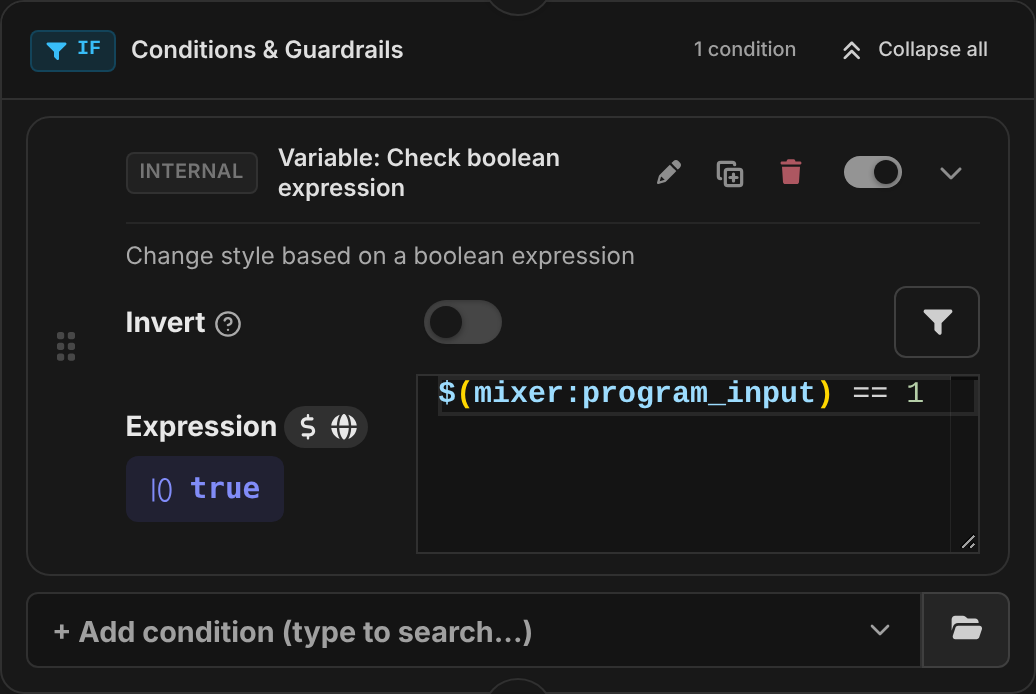 IF Conditions & Guardrails 1 condition Collapse all
INTERNAL Variable: Check boolean
expression
Change style based on a boolean expression
Invert ?
$(mixer:program_input) == 1
Expression $
true
+ Add condition (type to search...)